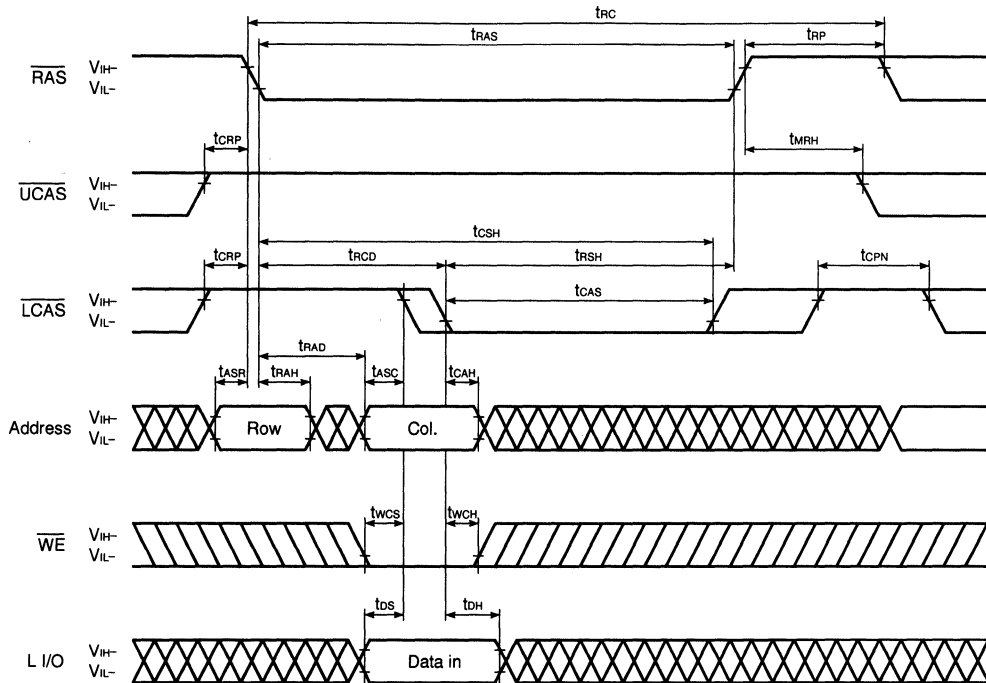 tRC
tRAS
tRP
RAS
VIH–
VIL–
tCRP
tMRH
UCAS
VIH–
VIL–
tCSH
tCRP
tRCD
tRSH
tCPN
LCAS
VIH–
VIL–
tCAS
tRAD
tASR
tRAH
tASC
tCAH
Address
VIH–
VIL–
Row
Col.
tWCS
tWCH
WE
VIH–
VIL–
tDS
tDH
L I/O
VIH–
VIL–
Data in